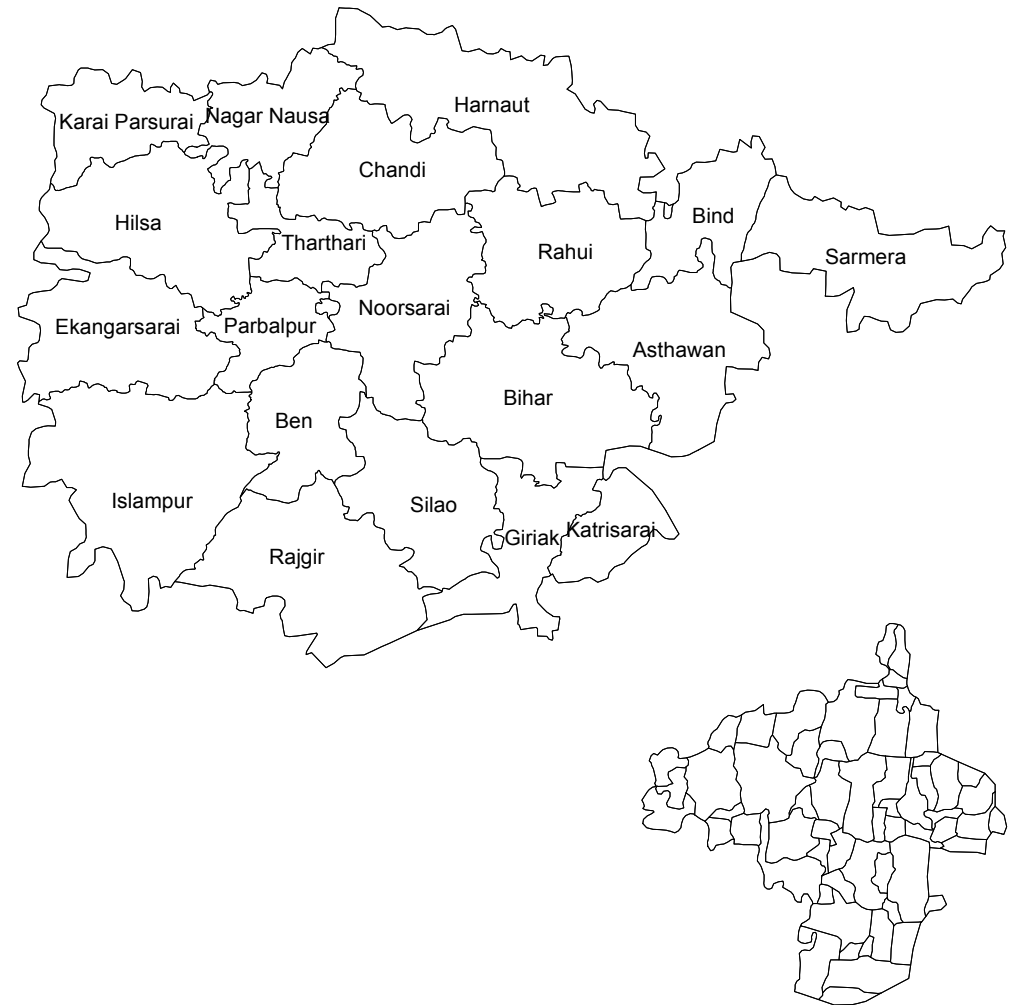 Harnaut
Karai Parsurai
Nagar Nausa
Chandi
Hilsa
Bind
Tharthari
Rahui
Sarmera
Noorsarai
Ekangarsarai
Parbalpur
Asthawan
Bihar
Ben
Islampur
Silao
Giriak
Katrisarai
Rajgir